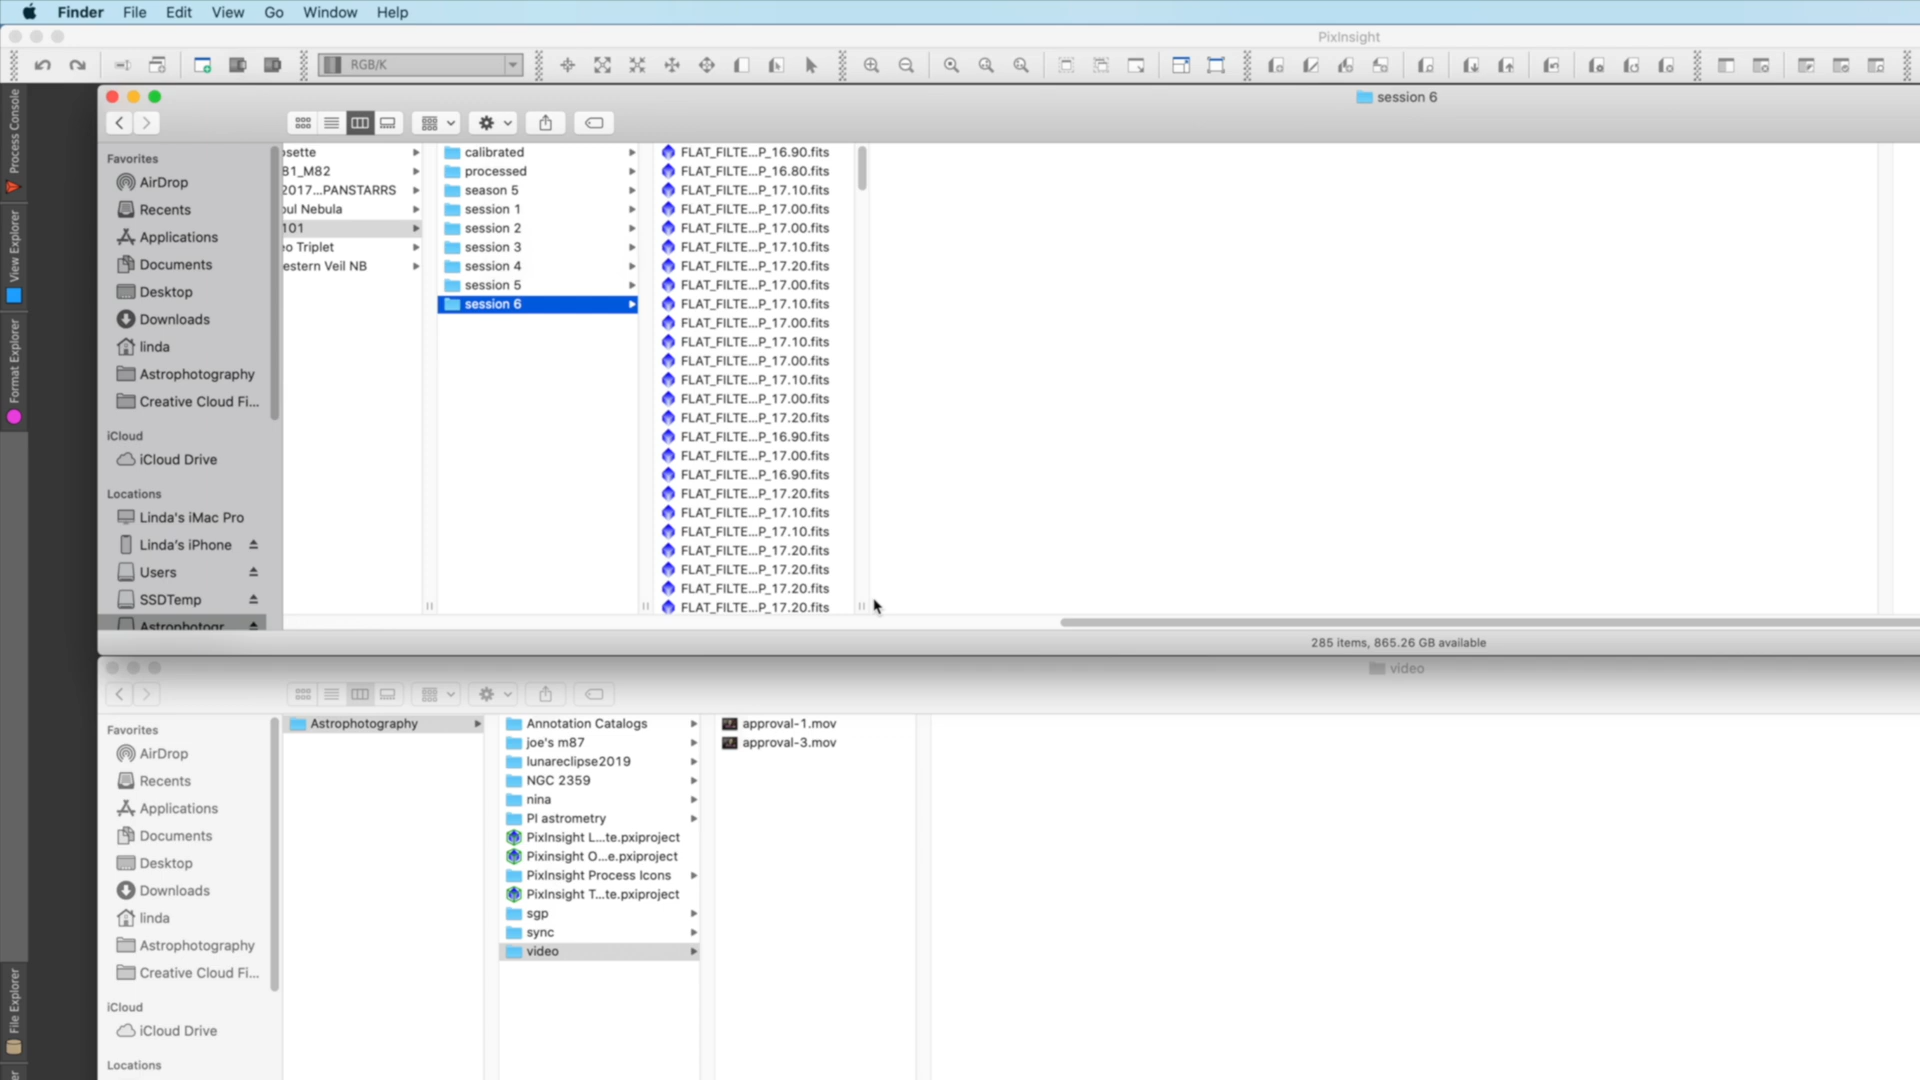 Finder File Edit View Go Window Help
PixInsight
RGB/K
session 6
Process Console
View Explorer
Format Explorer
File Explorer
Favorites
AirDrop
Recents
Applications
Documents
Desktop
Downloads
linda
Astrophotography
Creative Cloud Fi...
iCloud
iCloud Drive
Locations
Linda's iMac Pro
Linda's iPhone
Users
SSDTemp
Astrophotogr
osette
81_M82
2017...PANSTARRS
oul Nebula
101
eo Triplet
estern Veil NB
calibrated
processed
season 5
session 1
session 2
session 3
session 4
session 5
session 6
FLAT_FILTE...P_16.90.fits
FLAT_FILTE...P_16.80.fits
FLAT_FILTE...P_17.10.fits
FLAT_FILTE...P_17.00.fits
FLAT_FILTE...P_17.00.fits
FLAT_FILTE...P_17.10.fits
FLAT_FILTE...P_17.20.fits
FLAT_FILTE...P_17.00.fits
FLAT_FILTE...P_17.10.fits
FLAT_FILTE...P_17.00.fits
FLAT_FILTE...P_17.10.fits
FLAT_FILTE...P_17.00.fits
FLAT_FILTE...P_17.10.fits
FLAT_FILTE...P_17.00.fits
FLAT_FILTE...P_17.20.fits
FLAT_FILTE...P_16.90.fits
FLAT_FILTE...P_17.00.fits
FLAT_FILTE...P_16.90.fits
FLAT_FILTE...P_17.20.fits
FLAT_FILTE...P_17.10.fits
FLAT_FILTE...P_17.10.fits
FLAT_FILTE...P_17.20.fits
FLAT_FILTE...P_17.20.fits
FLAT_FILTE...P_17.20.fits
FLAT_FILTE...P_17.20.fits
285 items, 865.26 GB available
video
Favorites
AirDrop
Recents
Applications
Documents
Desktop
Downloads
linda
Astrophotography
Creative Cloud Fi...
iCloud
iCloud Drive
Locations
Astrophotography
Annotation Catalogs
joe's m87
lunareclipse2019
NGC 2359
nina
PI astrometry
PixInsight L...te.pxiproject
Pixinsight O...e.pxiproject
PixInsight Process Icons
PixInsight T...te.pxiproject
sgp
sync
video
approval-1.mov
approval-3.mov